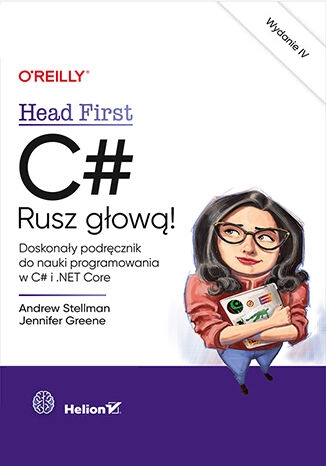 Wydanie IV
O'REILLY®
Head First
C#
Rusz głową!
Doskonały podręcznik
do nauki programowania
w C# i .NET Core
Andrew Stellman
Jennifer Greene
Helion